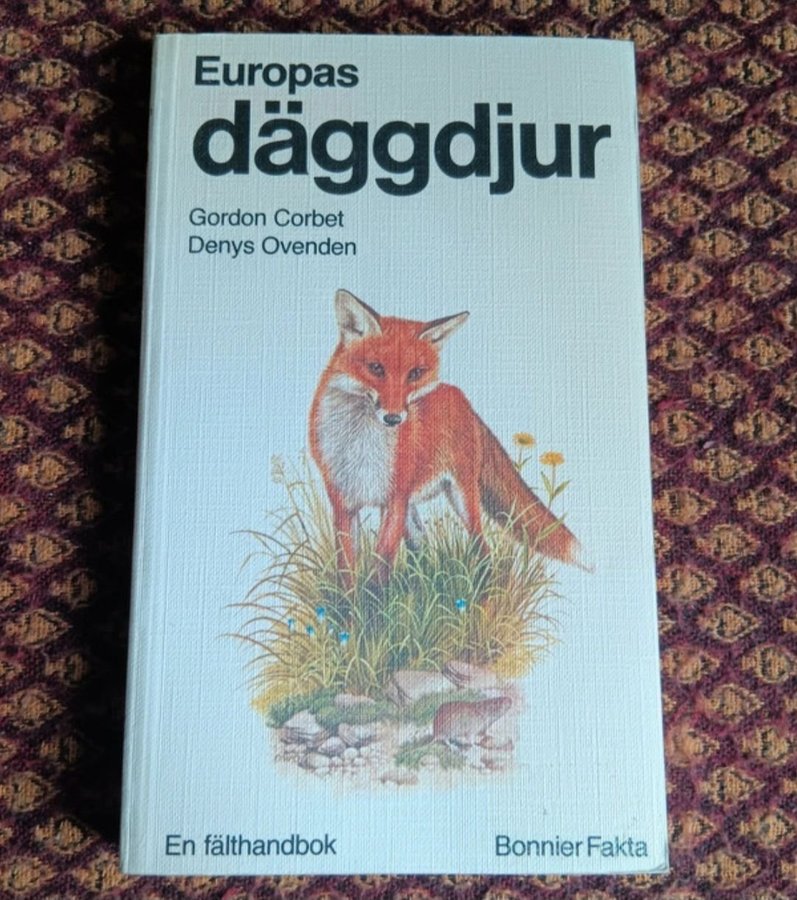 Europas
däggdjur
Gordon Corbet
Denys Ovenden
En fälthandbok
Bonnier Fakta